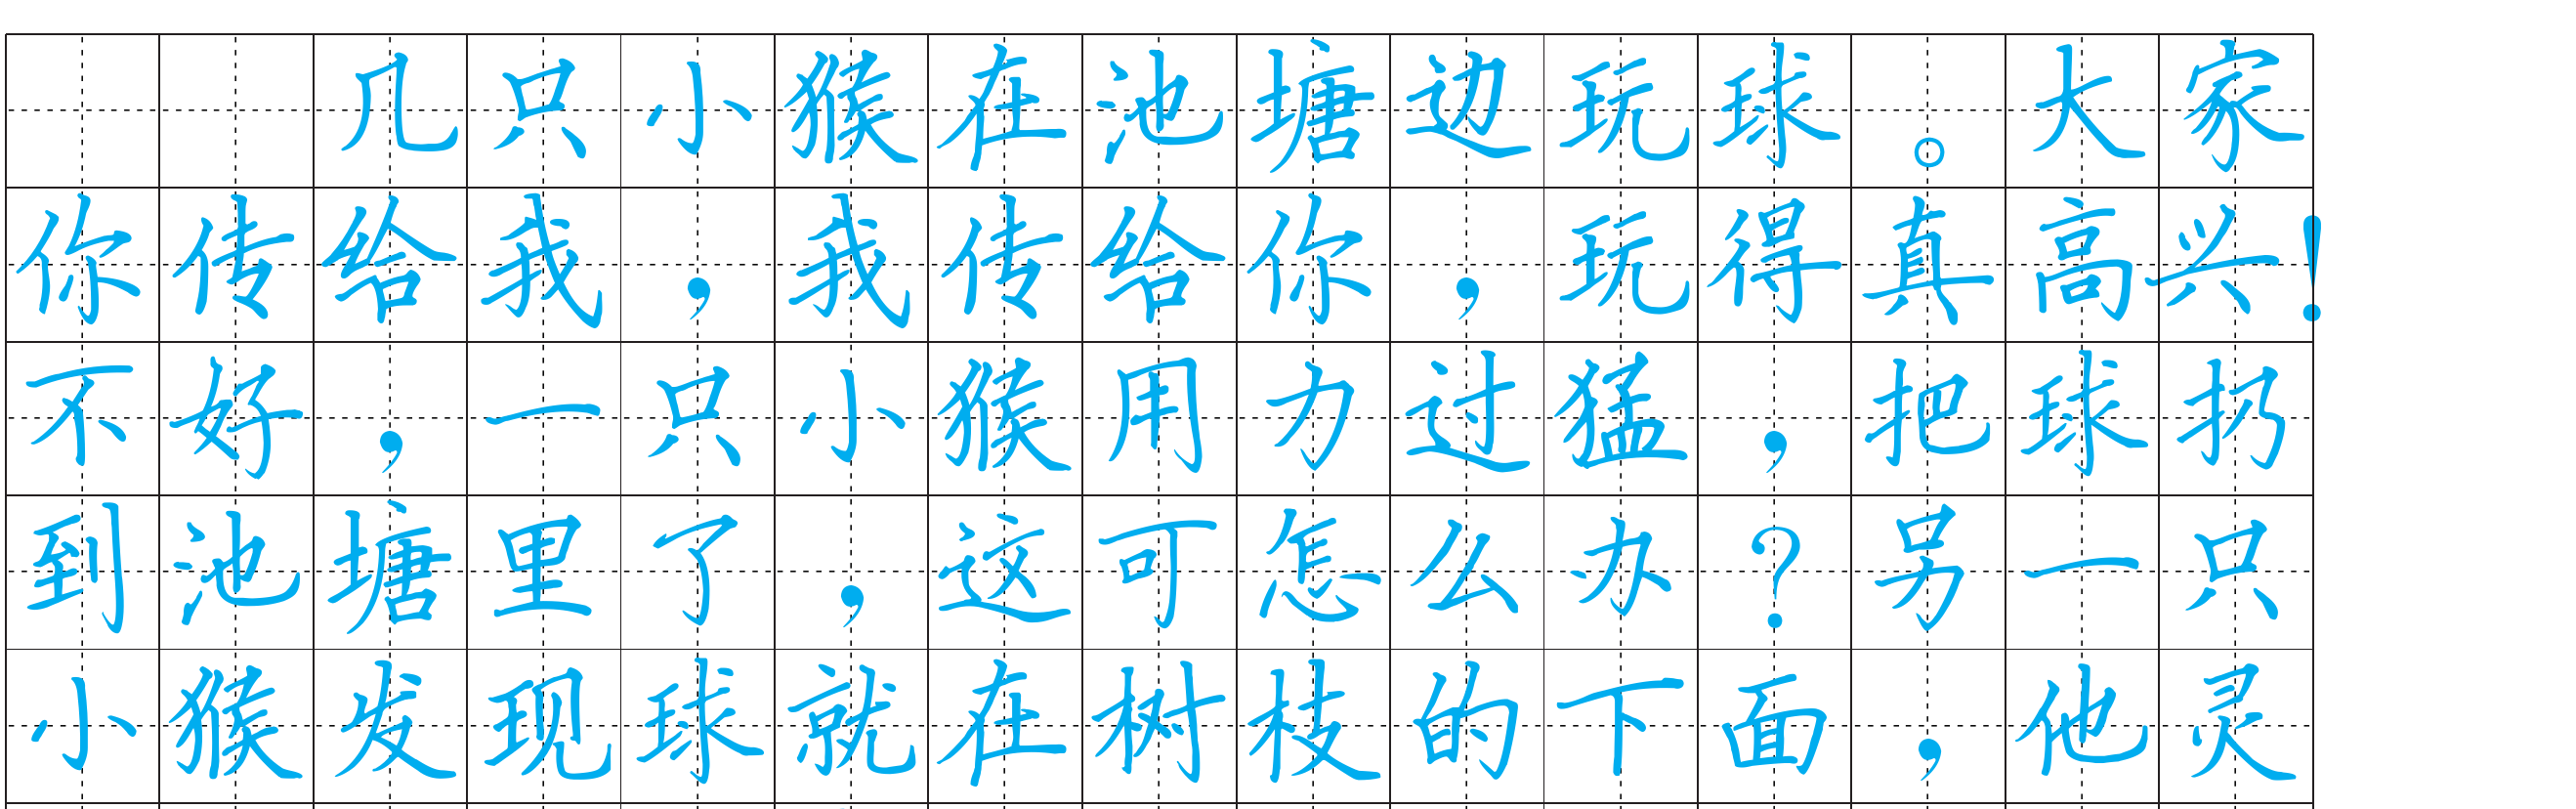 几只小猴在池塘边玩球。大家
你传给我，我传给你，玩得真高兴！
不好，一只小猴用力过猛，把球扔
到池塘里了，这可怎么办？另一只
小猴发现球就在树枝的下面，他灵